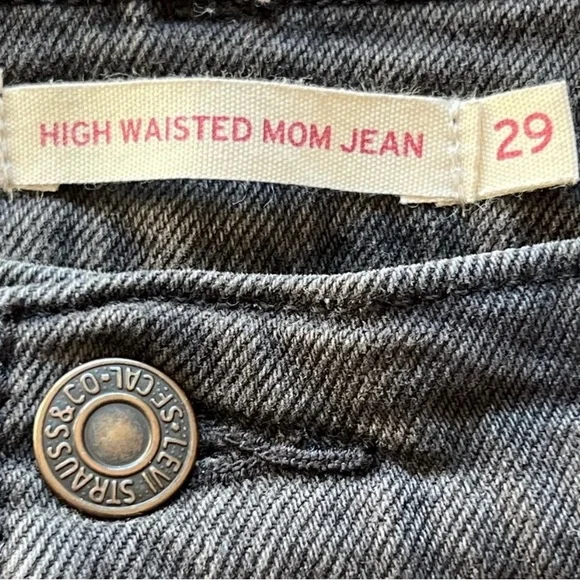 HIGH WAISTED MOM JEAN
29
LEVI STRAUSS & CO. S.F. CAL.